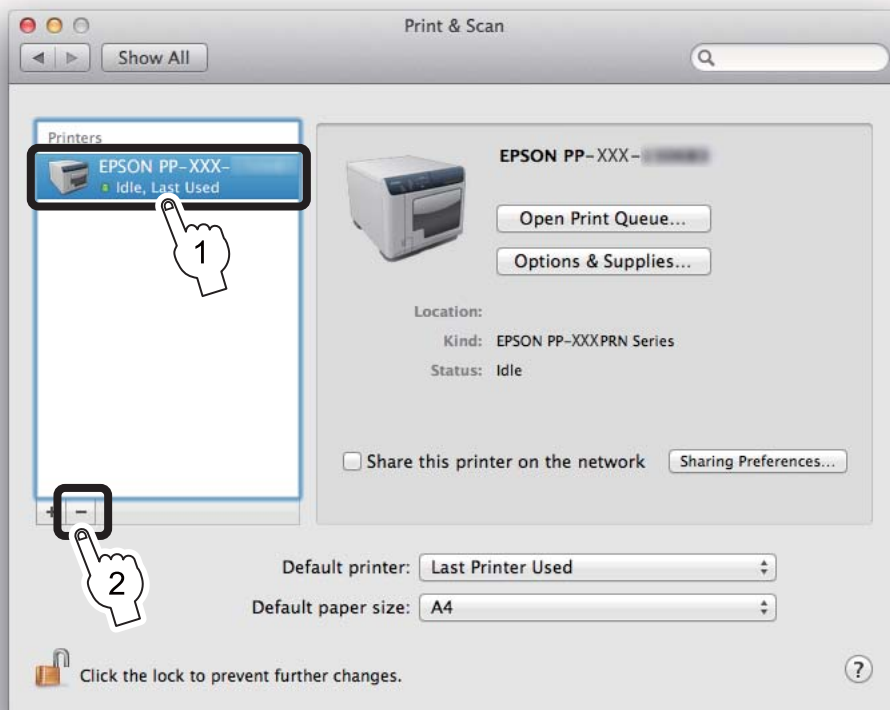 Print & Scan
Show All
Printers
EPSON PP-XXX-
Idle, Last Used
1
EPSON PP-XXX-
Open Print Queue...
Options & Supplies...
Location:
Kind: EPSON PP-XXXPRN Series
Status: Idle
Share this printer on the network Sharing Preferences...
+ −
2
Default printer: Last Printer Used
Default paper size: A4
Click the lock to prevent further changes. ?